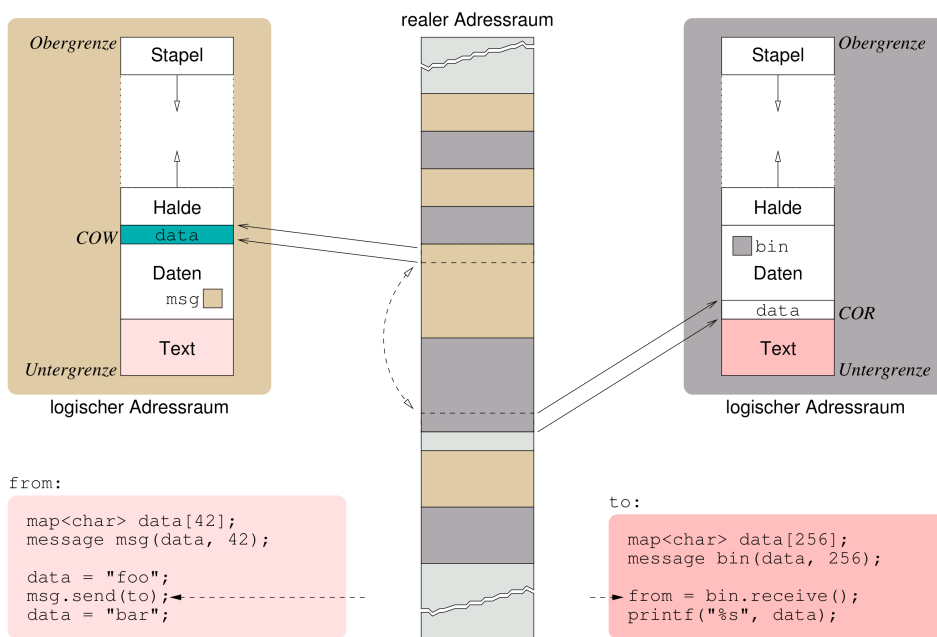 realer Adressraum
Obergrenze
Stapel
Halde
COW
data
Daten
msg
Text
Untergrenze
logischer Adressraum
Stapel
Obergrenze
Halde
bin
Daten
data
COR
Text
Untergrenze
logischer Adressraum
from:
map<char> data[42];
message msg(data, 42);
data = "foo";
msg.send(to);
data = "bar";
to:
map<char> data[256];
message bin(data, 256);
from = bin.receive();
printf("%s", data);